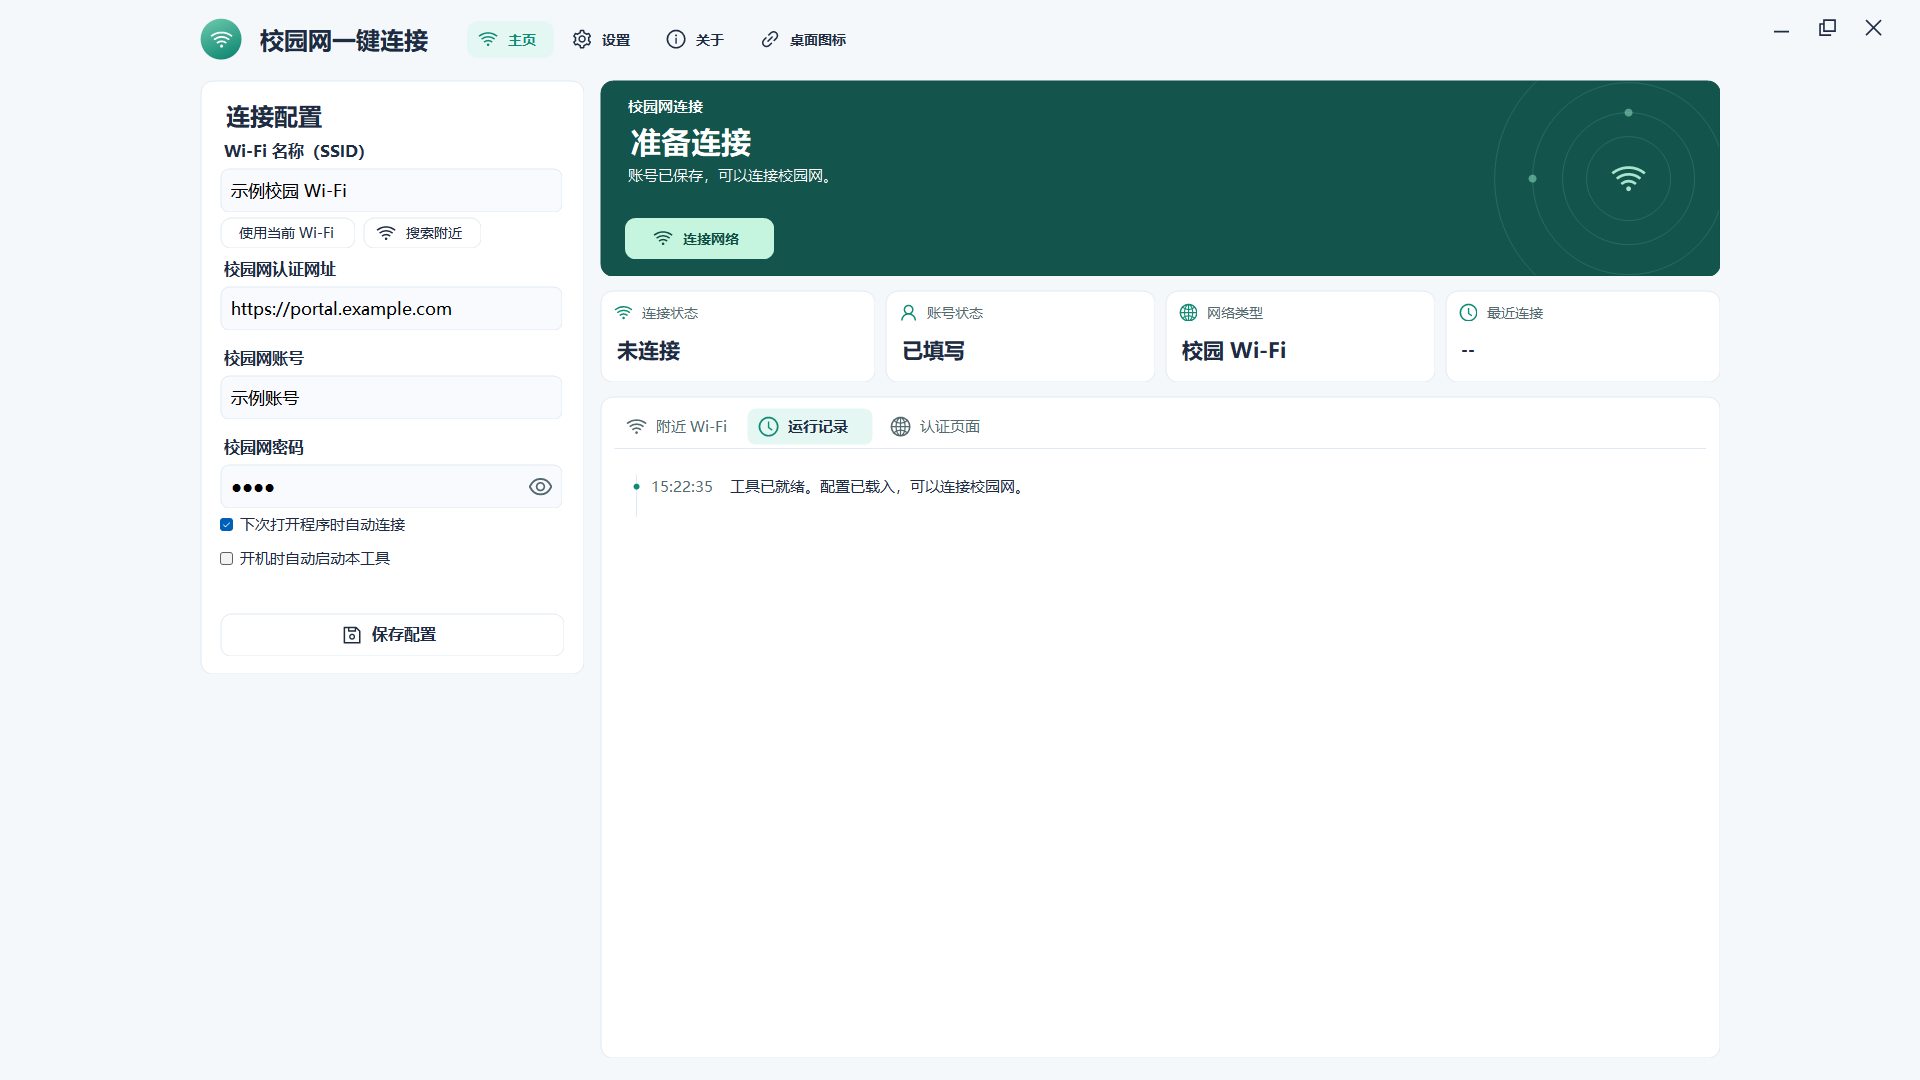 校园网一键连接
主页
设置
关于
桌面图标
连接配置
Wi-Fi 名称（SSID）
示例校园 Wi-Fi
使用当前 Wi-Fi
搜索附近
校园网认证网址
https://portal.example.com
校园网账号
示例账号
校园网密码
●●●●
下次打开程序时自动连接
开机时自动启动本工具
保存配置
校园网连接
准备连接
账号已保存，可以连接校园网。
连接网络
连接状态
未连接
账号状态
已填写
网络类型
校园 Wi-Fi
最近连接
--
附近 Wi-Fi
运行记录
认证页面
15:22:35 工具已就绪。配置已载入，可以连接校园网。